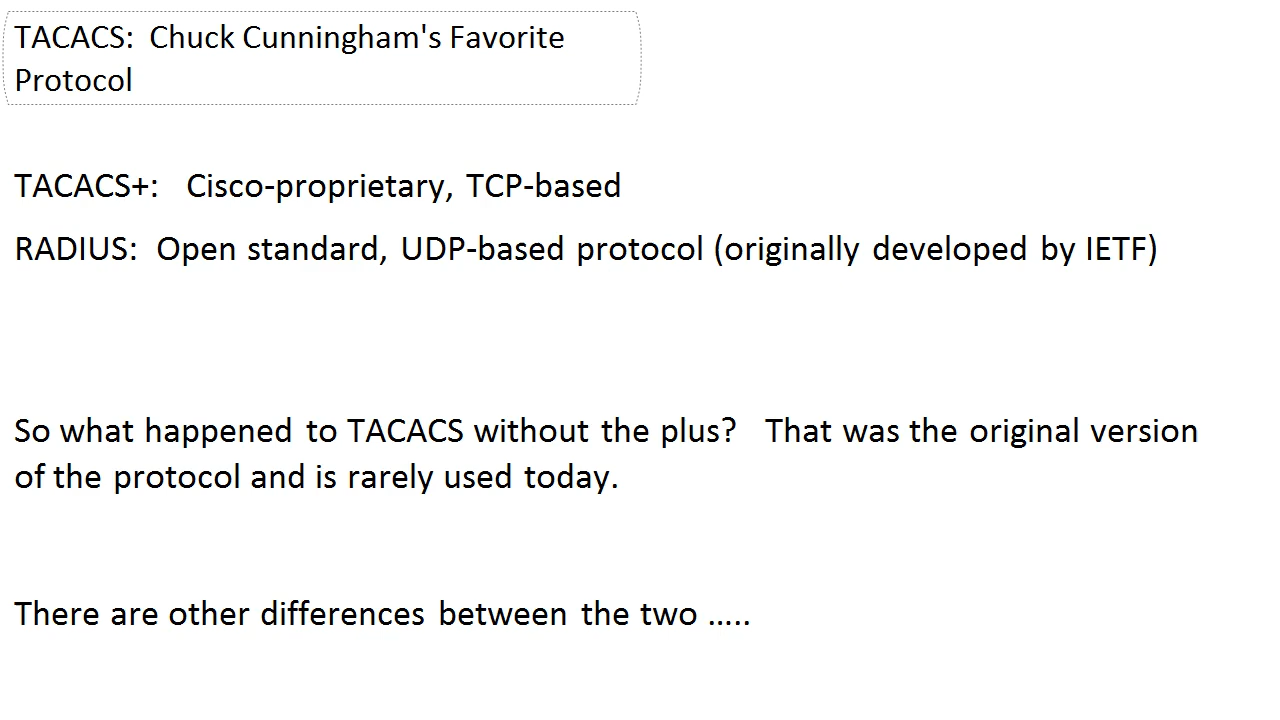 TACACS:  Chuck Cunningham's Favorite
Protocol
TACACS+:   Cisco-proprietary, TCP-based
RADIUS:  Open standard, UDP-based protocol (originally developed by IETF)
So what happened to TACACS without the plus?   That was the original version
of the protocol and is rarely used today.
There are other differences between the two .....